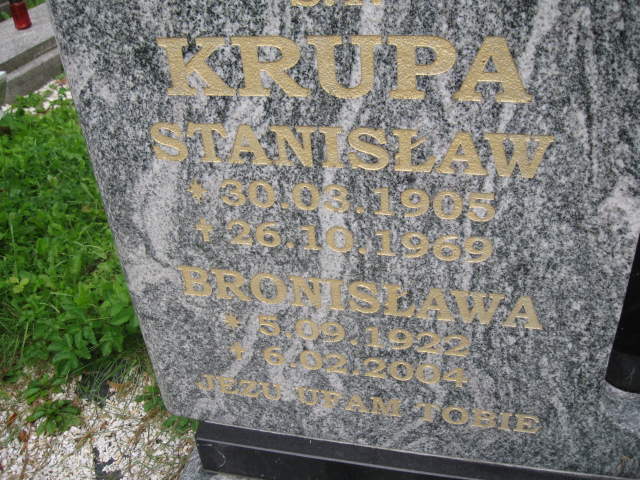 Ś.P.
KRUPA
STANISŁAW
* 30.03.1905
✝ 26.10.1969
BRONISŁAWA
* 5.09.1922
✝ 6.02.2004
JEZU UFAM TOBIE